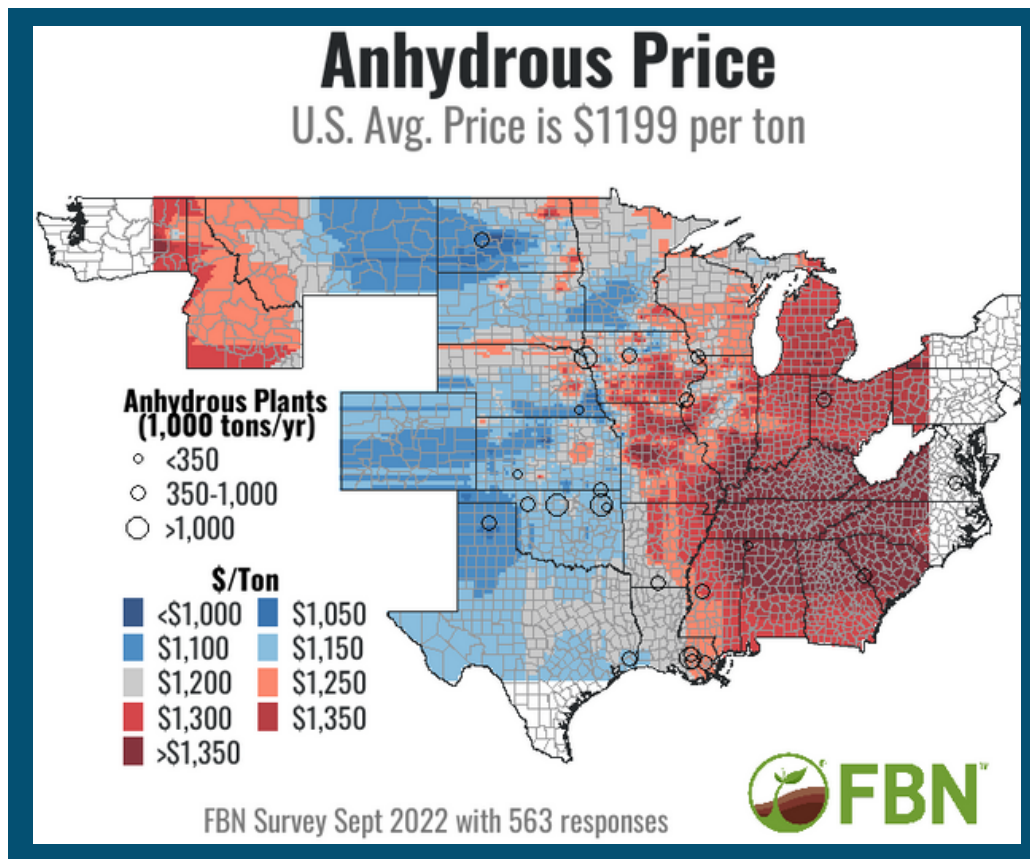 Anhydrous Price
U.S. Avg. Price is $1199 per ton
Anhydrous Plants
(1,000 tons/yr)
<350
350-1,000
>1,000
$/Ton
<$1,000 $1,050
$1,100 $1,150
$1,200 $1,250
$1,300 $1,350
>$1,350
FBN Survey Sept 2022 with 563 responses
FBN